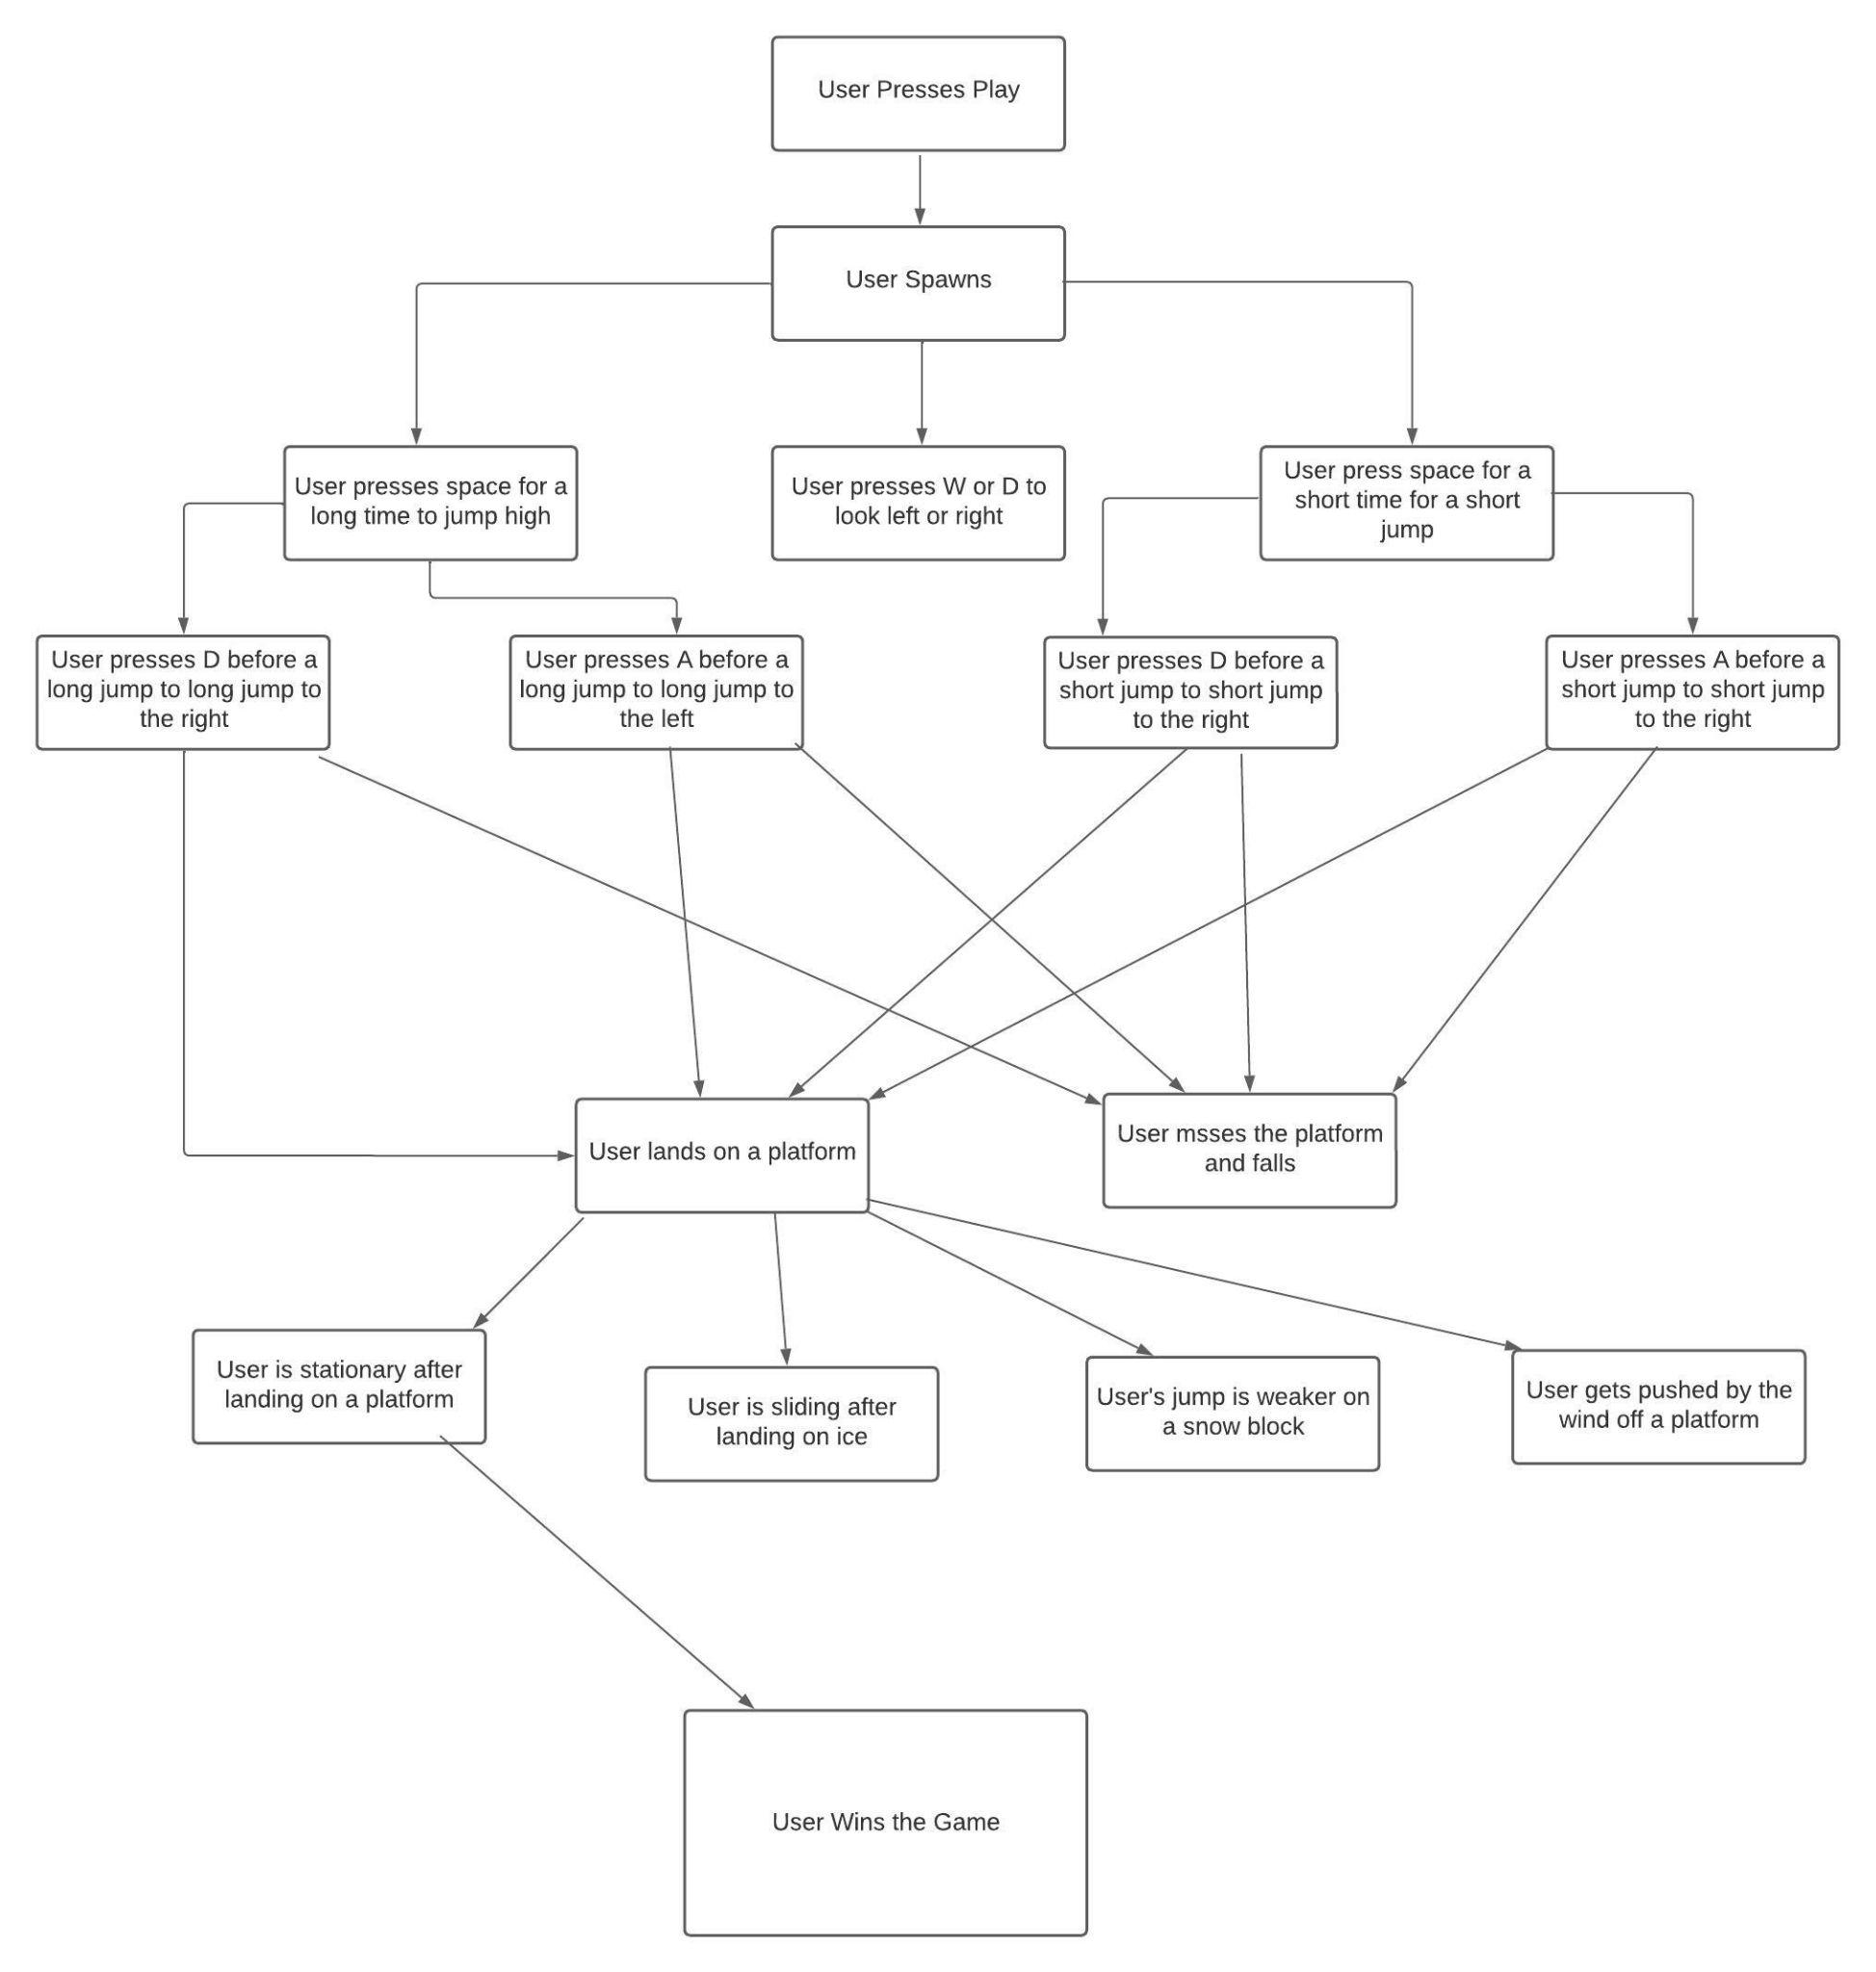 User Presses Play
User Spawns
User presses space for a
long time to jump high
User presses W or D to
look left or right
User press space for a
short time for a short
jump
User presses D before a
long jump to long jump to
the right
User presses A before a
long jump to long jump to
the left
User presses D before a
short jump to short jump
to the right
User presses A before a
short jump to short jump
to the right
User lands on a platform
User msses the platform
and falls
User is stationary after
landing on a platform
User is sliding after
landing on ice
User's jump is weaker on
a snow block
User gets pushed by the
wind off a platform
User Wins the Game